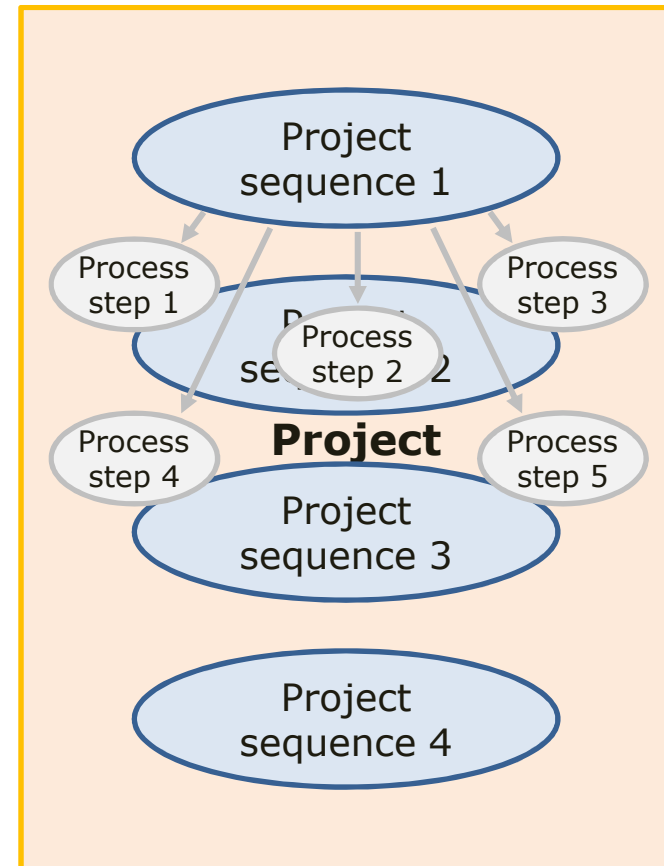 Project
sequence 1
Process
step 1
Process
step 3
Process
step 2
2
Project
Process
step 4
Process
step 5
Project
sequence 3
Project
sequence 4